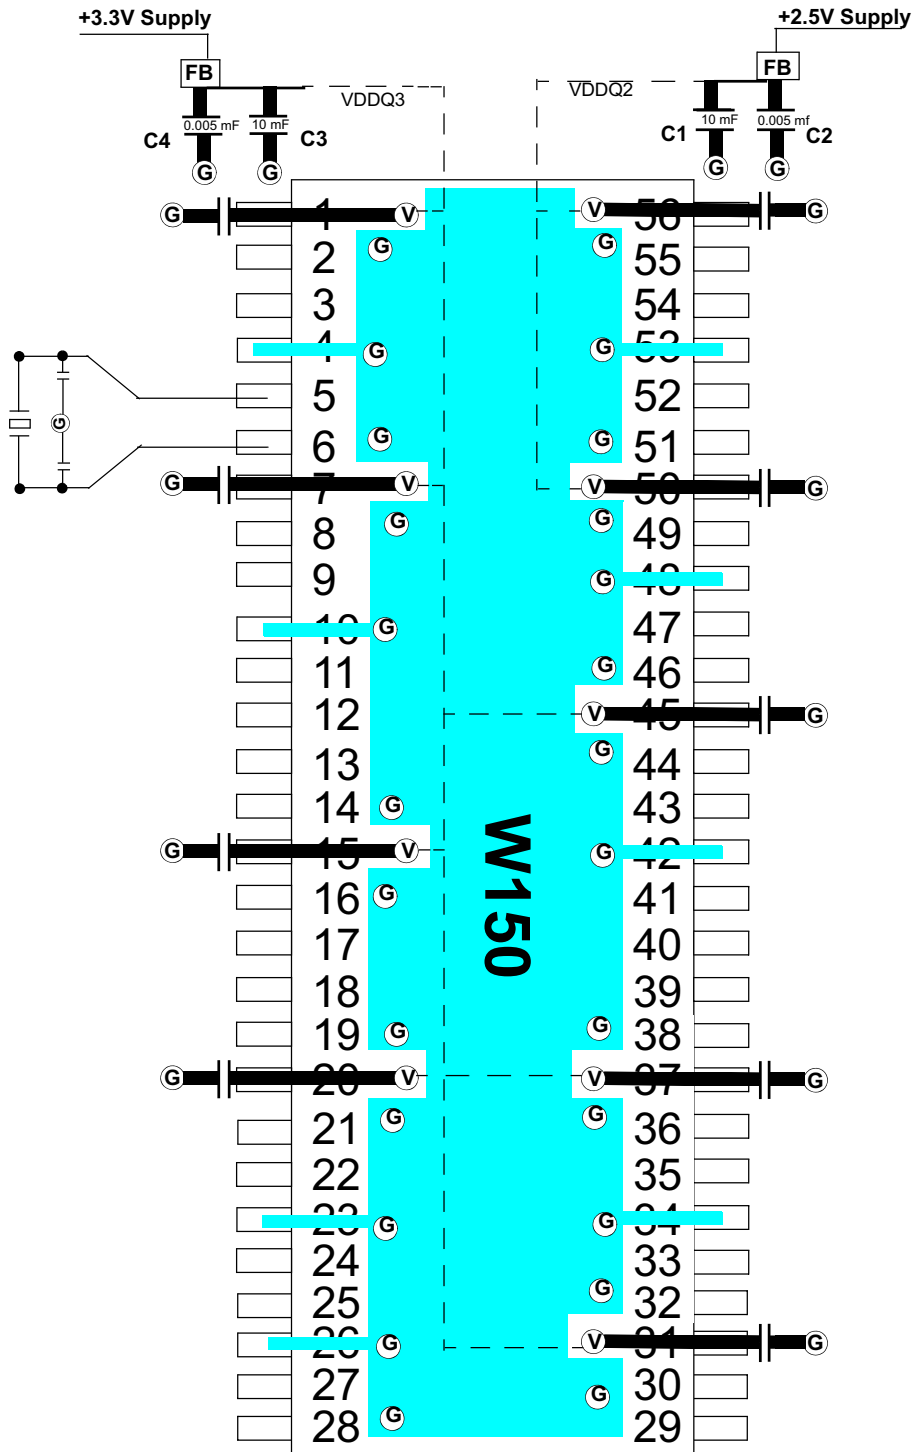 +3.3V Supply
+2.5V Supply
FB
FB
VDDQ3
VDDQ2
0.005 mF
10 mF
10 mF
0.005 mf
C4
C3
C1
C2
G
G
G
G
G 1 V
V 56 G
2 G
G 55
3
54
4 G
G 53
5
52
G
6 G
G 51
G 7 V
V 50 G
8 G
G 49
9
G 48
10 G
47
11
G 46
12
V 45 G
13
G 44
14 G
43
G 15 V
G 42
16 G
41
17
40
18
39
19 G
G 38
G 20 V
V 37 G
21 G
G 36
22
35
23 G
G 34
24
33
25
G 32
26 G
V 31 G
27
G 30
28 G
29
W150